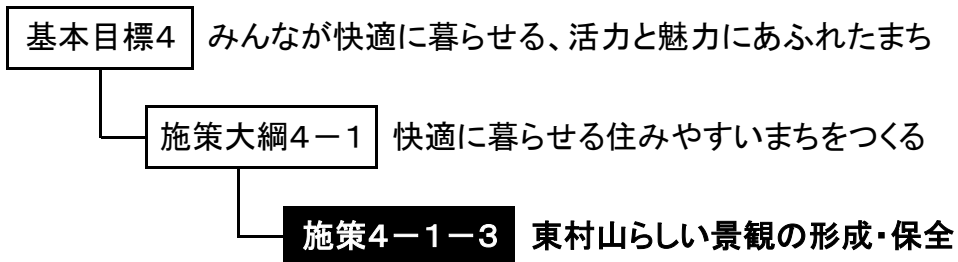 基本目標４ みんなが快適に暮らせる、活力と魅力にあふれたまち
施策大綱４－１ 快適に暮らせる住みやすいまちをつくる
施策４－１－３ 東村山らしい景観の形成・保全